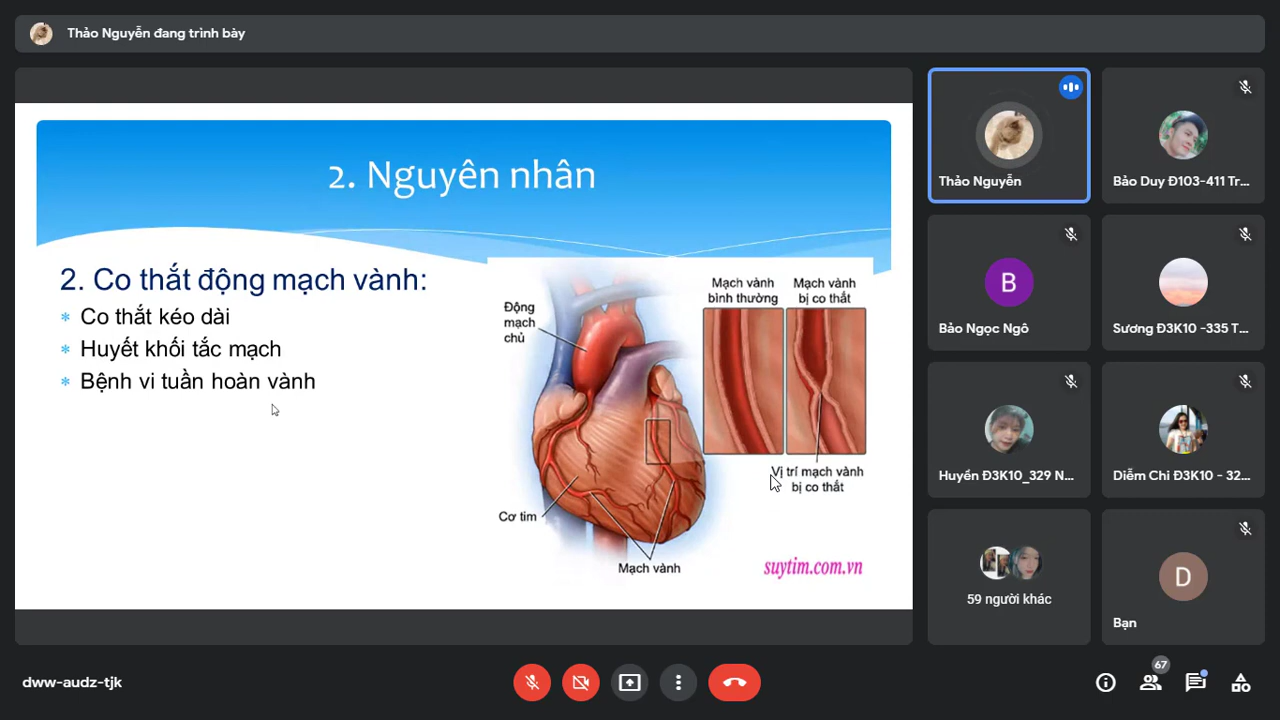 Thảo Nguyễn đang trình bày
2. Nguyên nhân
2. Co thắt động mạch vành:
* Co thắt kéo dài
* Huyết khối tắc mạch
* Bệnh vi tuần hoàn vành
Động
mạch
chủ
Mạch vành
bình thường
Mạch vành
bị co thắt
Vị trí mạch vành
bị co thắt
Cơ tim
Mạch vành
suytim.com.vn
Thảo Nguyễn
Bảo Duy Đ103-411 Tr...
B
Bảo Ngọc Ngô
Sương Đ3K10 -335 T...
Huyền Đ3K10_329 N...
Diễm Chi Đ3K10 - 32...
59 người khác
D
Bạn
dww-audz-tjk
67